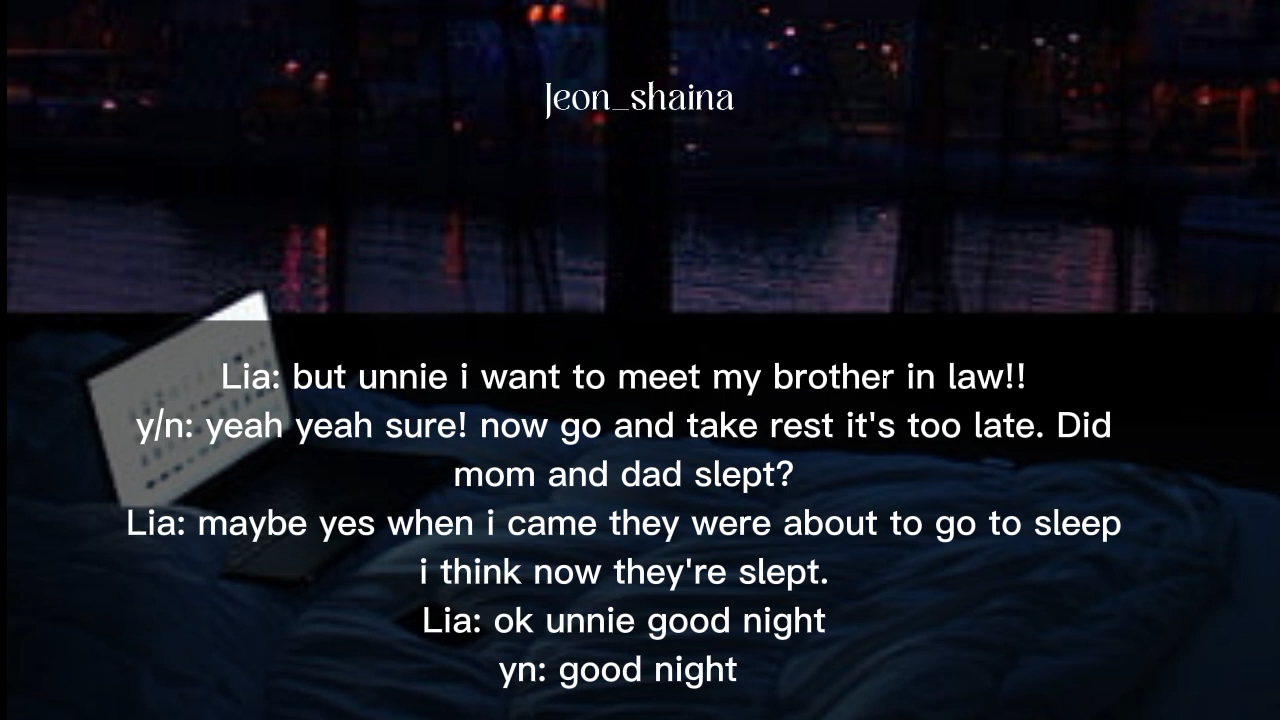 Jeon_shaina
Lia: but unnie i want to meet my brother in law!!
y/n: yeah yeah sure! now go and take rest it's too late. Did
mom and dad slept?
Lia: maybe yes when i came they were about to go to sleep
i think now they're slept.
Lia: ok unnie good night
yn: good night